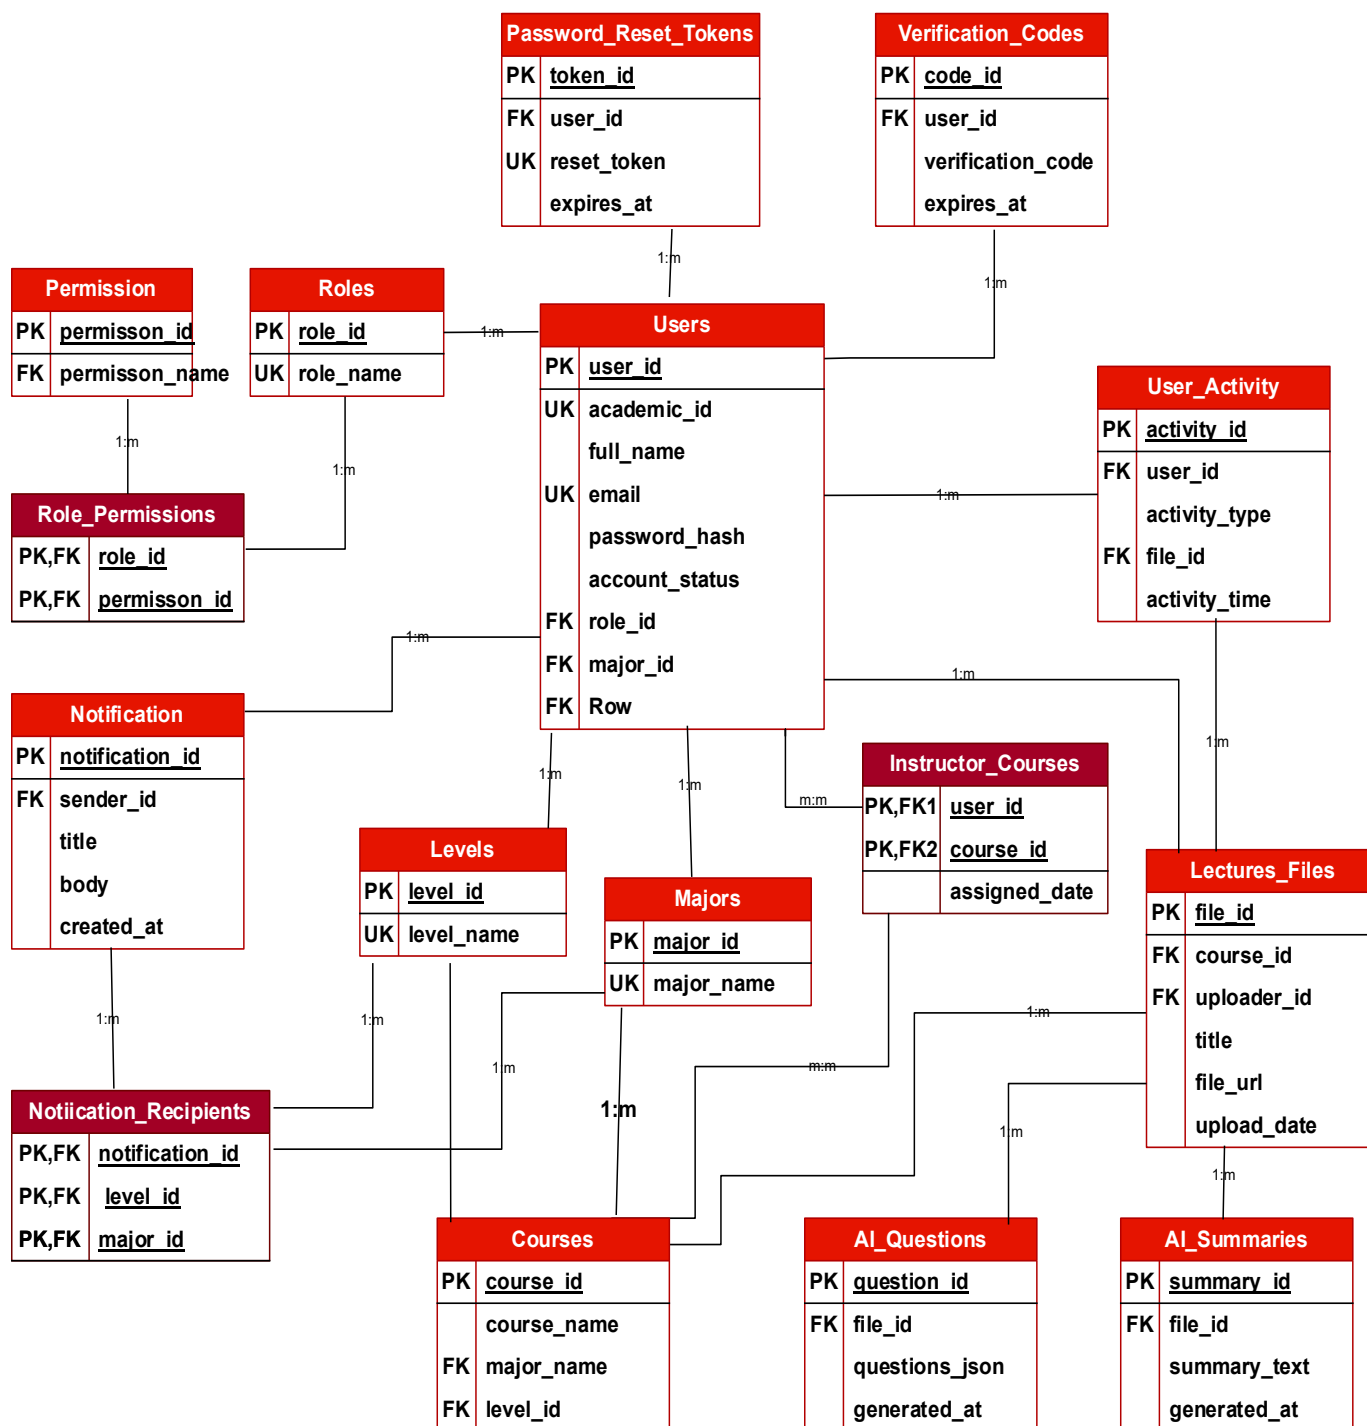 Password_Reset_Tokens
PK token_id
FK user_id
UK reset_token
expires_at
Verification_Codes
PK code_id
FK user_id
verification_code
expires_at
1:m
1:m
Permission
PK permisson_id
FK permisson_name
Roles
PK role_id
UK role_name
1:m
Users
PK user_id
UK academic_id
full_name
UK email
password_hash
account_status
FK role_id
FK major_id
FK Row
User_Activity
PK activity_id
FK user_id
activity_type
FK file_id
activity_time
1:m
1:m
1:m
Role_Permissions
PK,FK role_id
PK,FK permisson_id
1:m
1:m
Notification
PK notification_id
FK sender_id
title
body
created_at
1:m
1:m
1:m
m:m
Instructor_Courses
PK,FK1 user_id
PK,FK2 course_id
assigned_date
Levels
PK level_id
UK level_name
Majors
PK major_id
UK major_name
Lectures_Files
PK file_id
FK course_id
FK uploader_id
title
file_url
upload_date
1:m
1:m
1:m
1:m
m:m
1:m
1:m
1:m
Notiication_Recipients
PK,FK notification_id
PK,FK level_id
PK,FK major_id
Courses
PK course_id
course_name
FK major_name
FK level_id
AI_Questions
PK question_id
FK file_id
questions_json
generated_at
AI_Summaries
PK summary_id
FK file_id
summary_text
generated_at